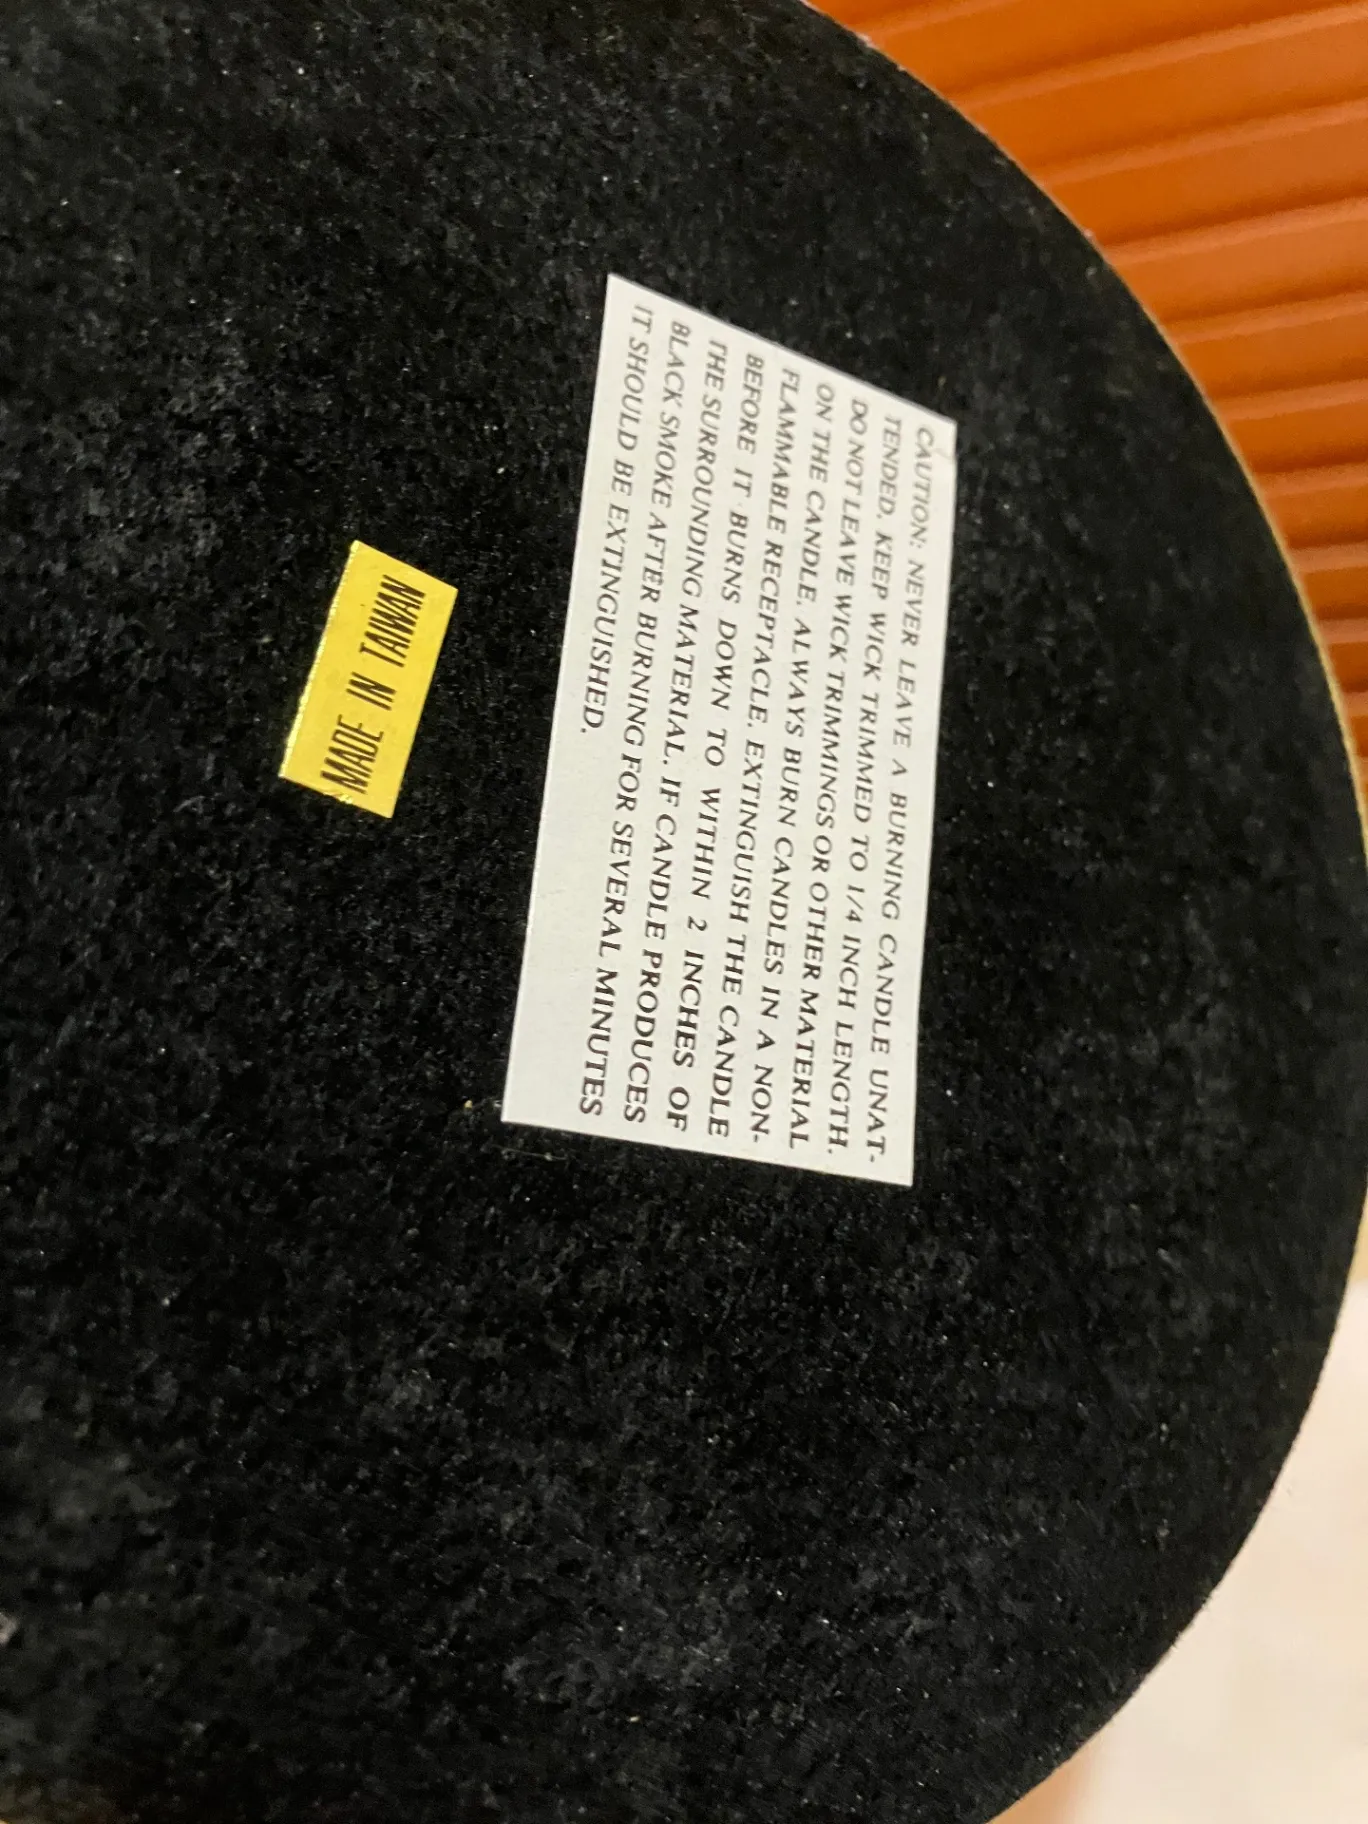 CAUTION: NEVER LEAVE A BURNING CANDLE UNAT-
TENDED. KEEP WICK TRIMMED TO 1/4 INCH LENGTH.
DO NOT LEAVE WICK TRIMMINGS OR OTHER MATERIAL
ON THE CANDLE. ALWAYS BURN CANDLES IN A NON-
FLAMMABLE RECEPTACLE. EXTINGUISH THE CANDLE
BEFORE IT BURNS DOWN TO WITHIN 2 INCHES OF
THE SURROUNDING MATERIAL. IF CANDLE PRODUCES
BLACK SMOKE AFTER BURNING FOR SEVERAL MINUTES
IT SHOULD BE EXTINGUISHED.
MADE IN TAIWAN